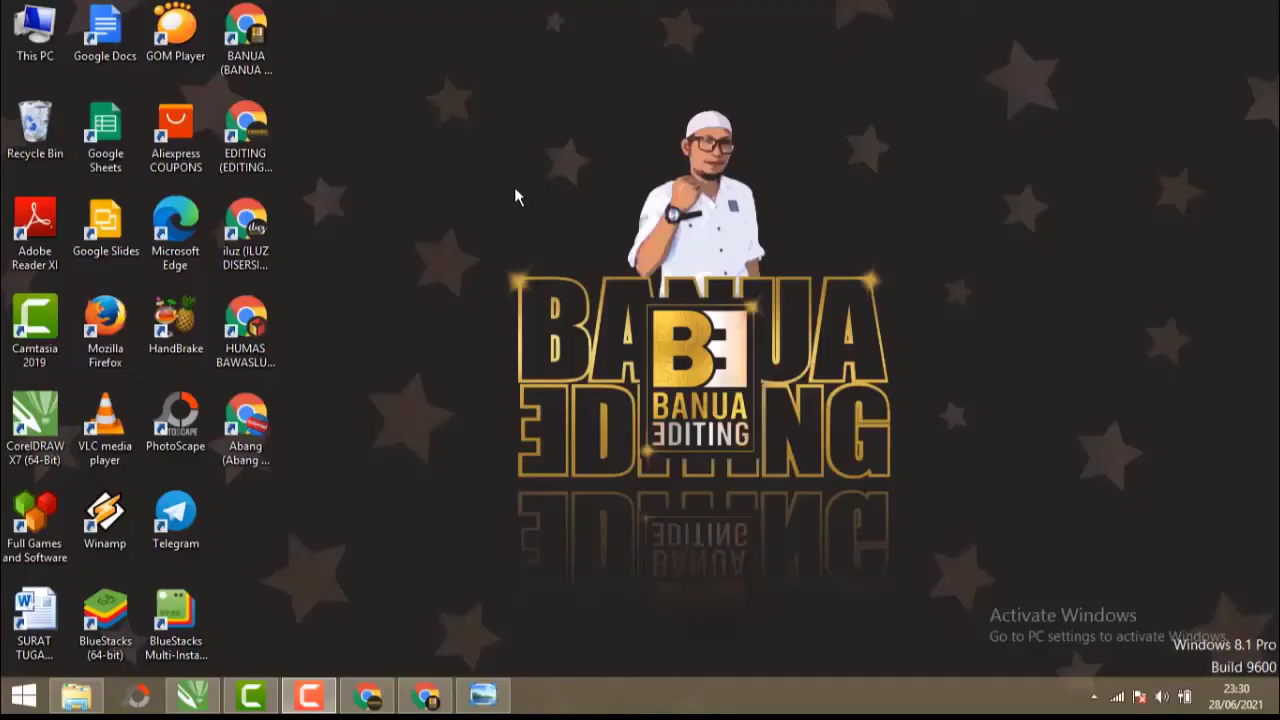 This PC
Google Docs
GOM Player
BANUA
(BANUA ...
Recycle Bin
Google
Sheets
Aliexpress
COUPONS
EDITING
(EDITING...
Adobe
Reader XI
Google Slides
Microsoft
Edge
iluz (ILUZ
DISERSI...
Camtasia
2019
Mozilla
Firefox
HandBrake
HUMAS
BAWASLU...
CorelDRAW
X7 (64-Bit)
VLC media
player
PhotoScape
Abang
(Abang ...
Full Games
and Software
Winamp
Telegram
SURAT
TUGA...
BlueStacks
(64-bit)
BlueStacks
Multi-Insta...
BANUA
EDITING
BE
BANUA
EDITING
Activate Windows
Go to PC settings to activate Windows.
Windows 8.1 Pro
Build 9600
23:30
28/06/2021